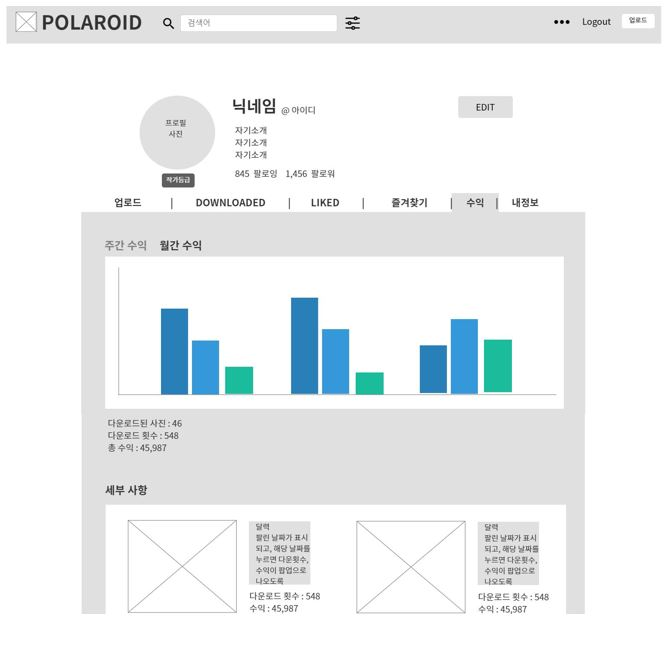 POLAROID
검색어
Logout
업로드
프로필
사진
작가등급
닉네임 @ 아이디
EDIT
자기소개
자기소개
자기소개
845 팔로잉 1,456 팔로워
업로드 | DOWNLOADED | LIKED | 즐겨찾기 | 수익 | 내정보
주간 수익 월간 수익
다운로드된 사진 : 46
다운로드 횟수 : 548
총 수익 : 45,987
세부 사항
달력
팔린 날짜가 표시
되고, 해당 날짜를
누르면 다운횟수,
수익이 팝업으로
나오도록
다운로드 횟수 : 548
수익 : 45,987
달력
팔린 날짜가 표시
되고, 해당 날짜를
누르면 다운횟수,
수익이 팝업으로
나오도록
다운로드 횟수 : 548
수익 : 45,987